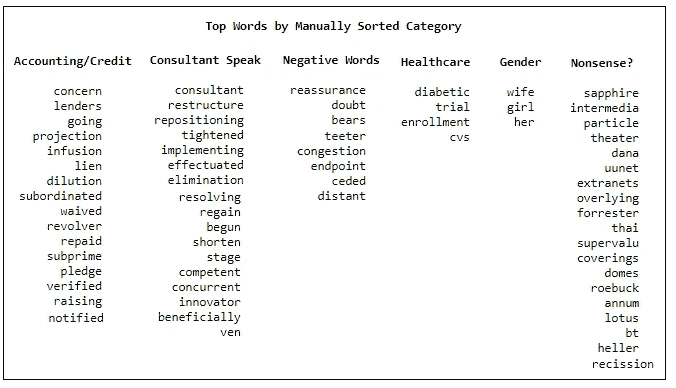 Top Words by Manually Sorted Category
Accounting/Credit Consultant Speak Negative Words Healthcare Gender Nonsense?
concern consultant reassurance diabetic wife sapphire
lenders restructure doubt trial girl intermedia
going repositioning bears enrollment her particle
projection tightened teeter cvs theater
infusion implementing congestion dana
lien effectuated endpoint uunet
dilution elimination ceded extranets
subordinated resolving distant overlying
waived regain forrester
revolver begun thai
repaid shorten supervalu
subprime stage coverings
pledge competent domes
verified concurrent roebuck
raising innovator annum
notified beneficially lotus
ven bt
heller
recission